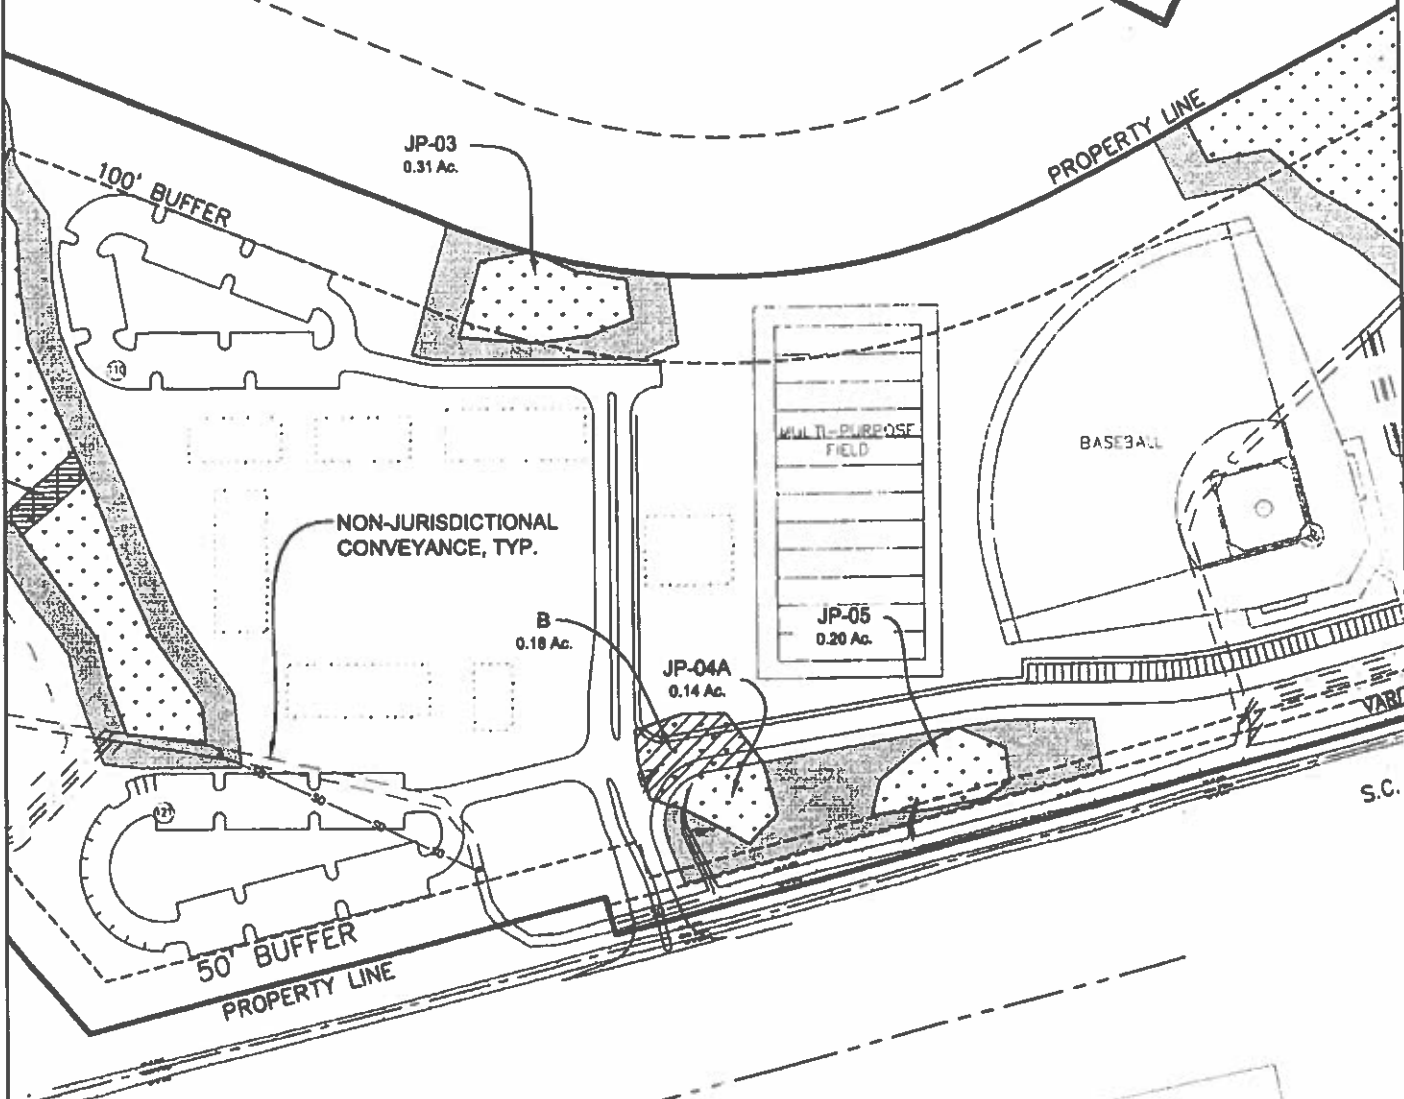 JP-03
0.31 Ac.
PROPERTY LINE
100' BUFFER
110
MULTI-PURPOSE
FIELD
BASEBALL
NON-JURISDICTIONAL
CONVEYANCE, TYP.
B
0.18 Ac.
JP-05
0.20 Ac.
JP-04A
0.14 Ac.
S.C.
50' BUFFER
PROPERTY LINE